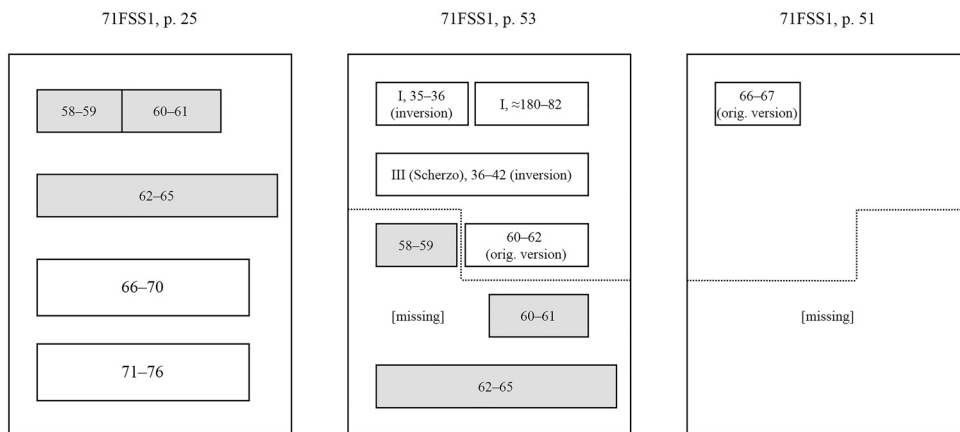 71FSS1, p. 25
58–59
60–61
62–65
66–70
71–76
71FSS1, p. 53
I, 35–36
(inversion)
I, ≈180–82
III (Scherzo), 36–42 (inversion)
58–59
60–62
(orig. version)
[missing]
60–61
62–65
71FSS1, p. 51
66–67
(orig. version)
[missing]